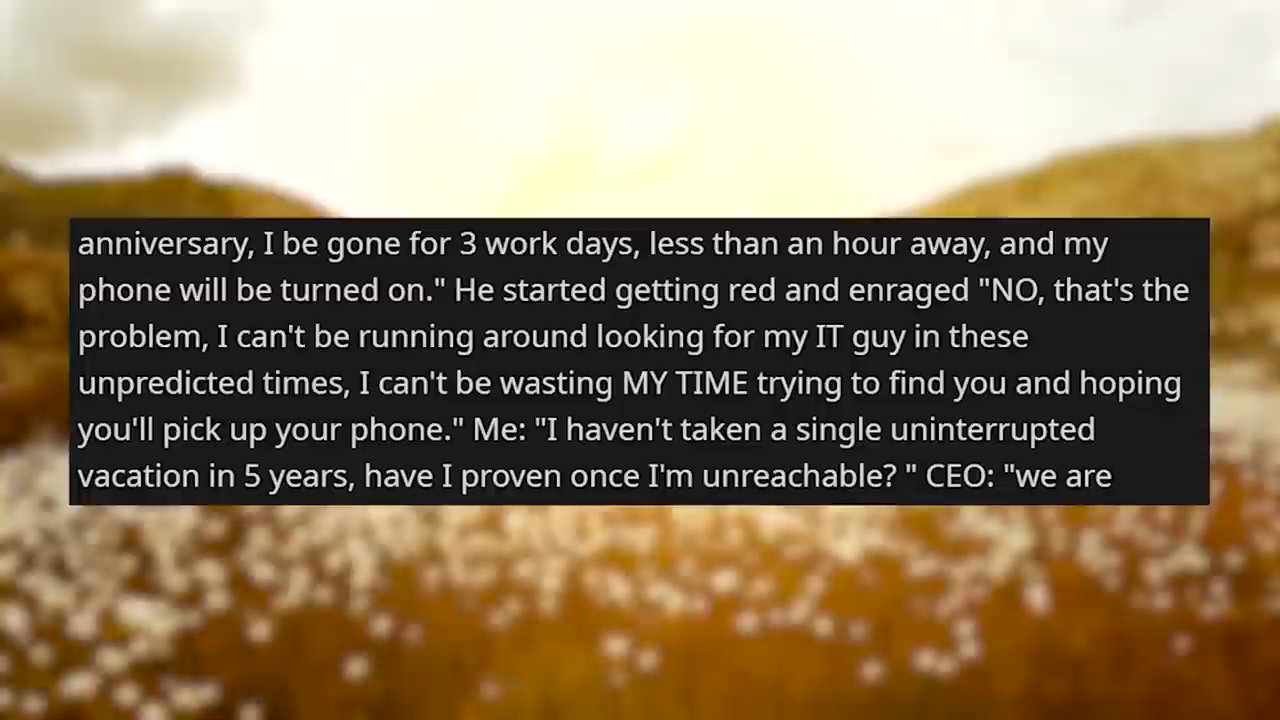 anniversary, I be gone for 3 work days, less than an hour away, and my
phone will be turned on." He started getting red and enraged "NO, that's the
problem, I can't be running around looking for my IT guy in these
unpredicted times, I can't be wasting MY TIME trying to find you and hoping
you'll pick up your phone." Me: "I haven't taken a single uninterrupted
vacation in 5 years, have I proven once I'm unreachable? " CEO: "we are